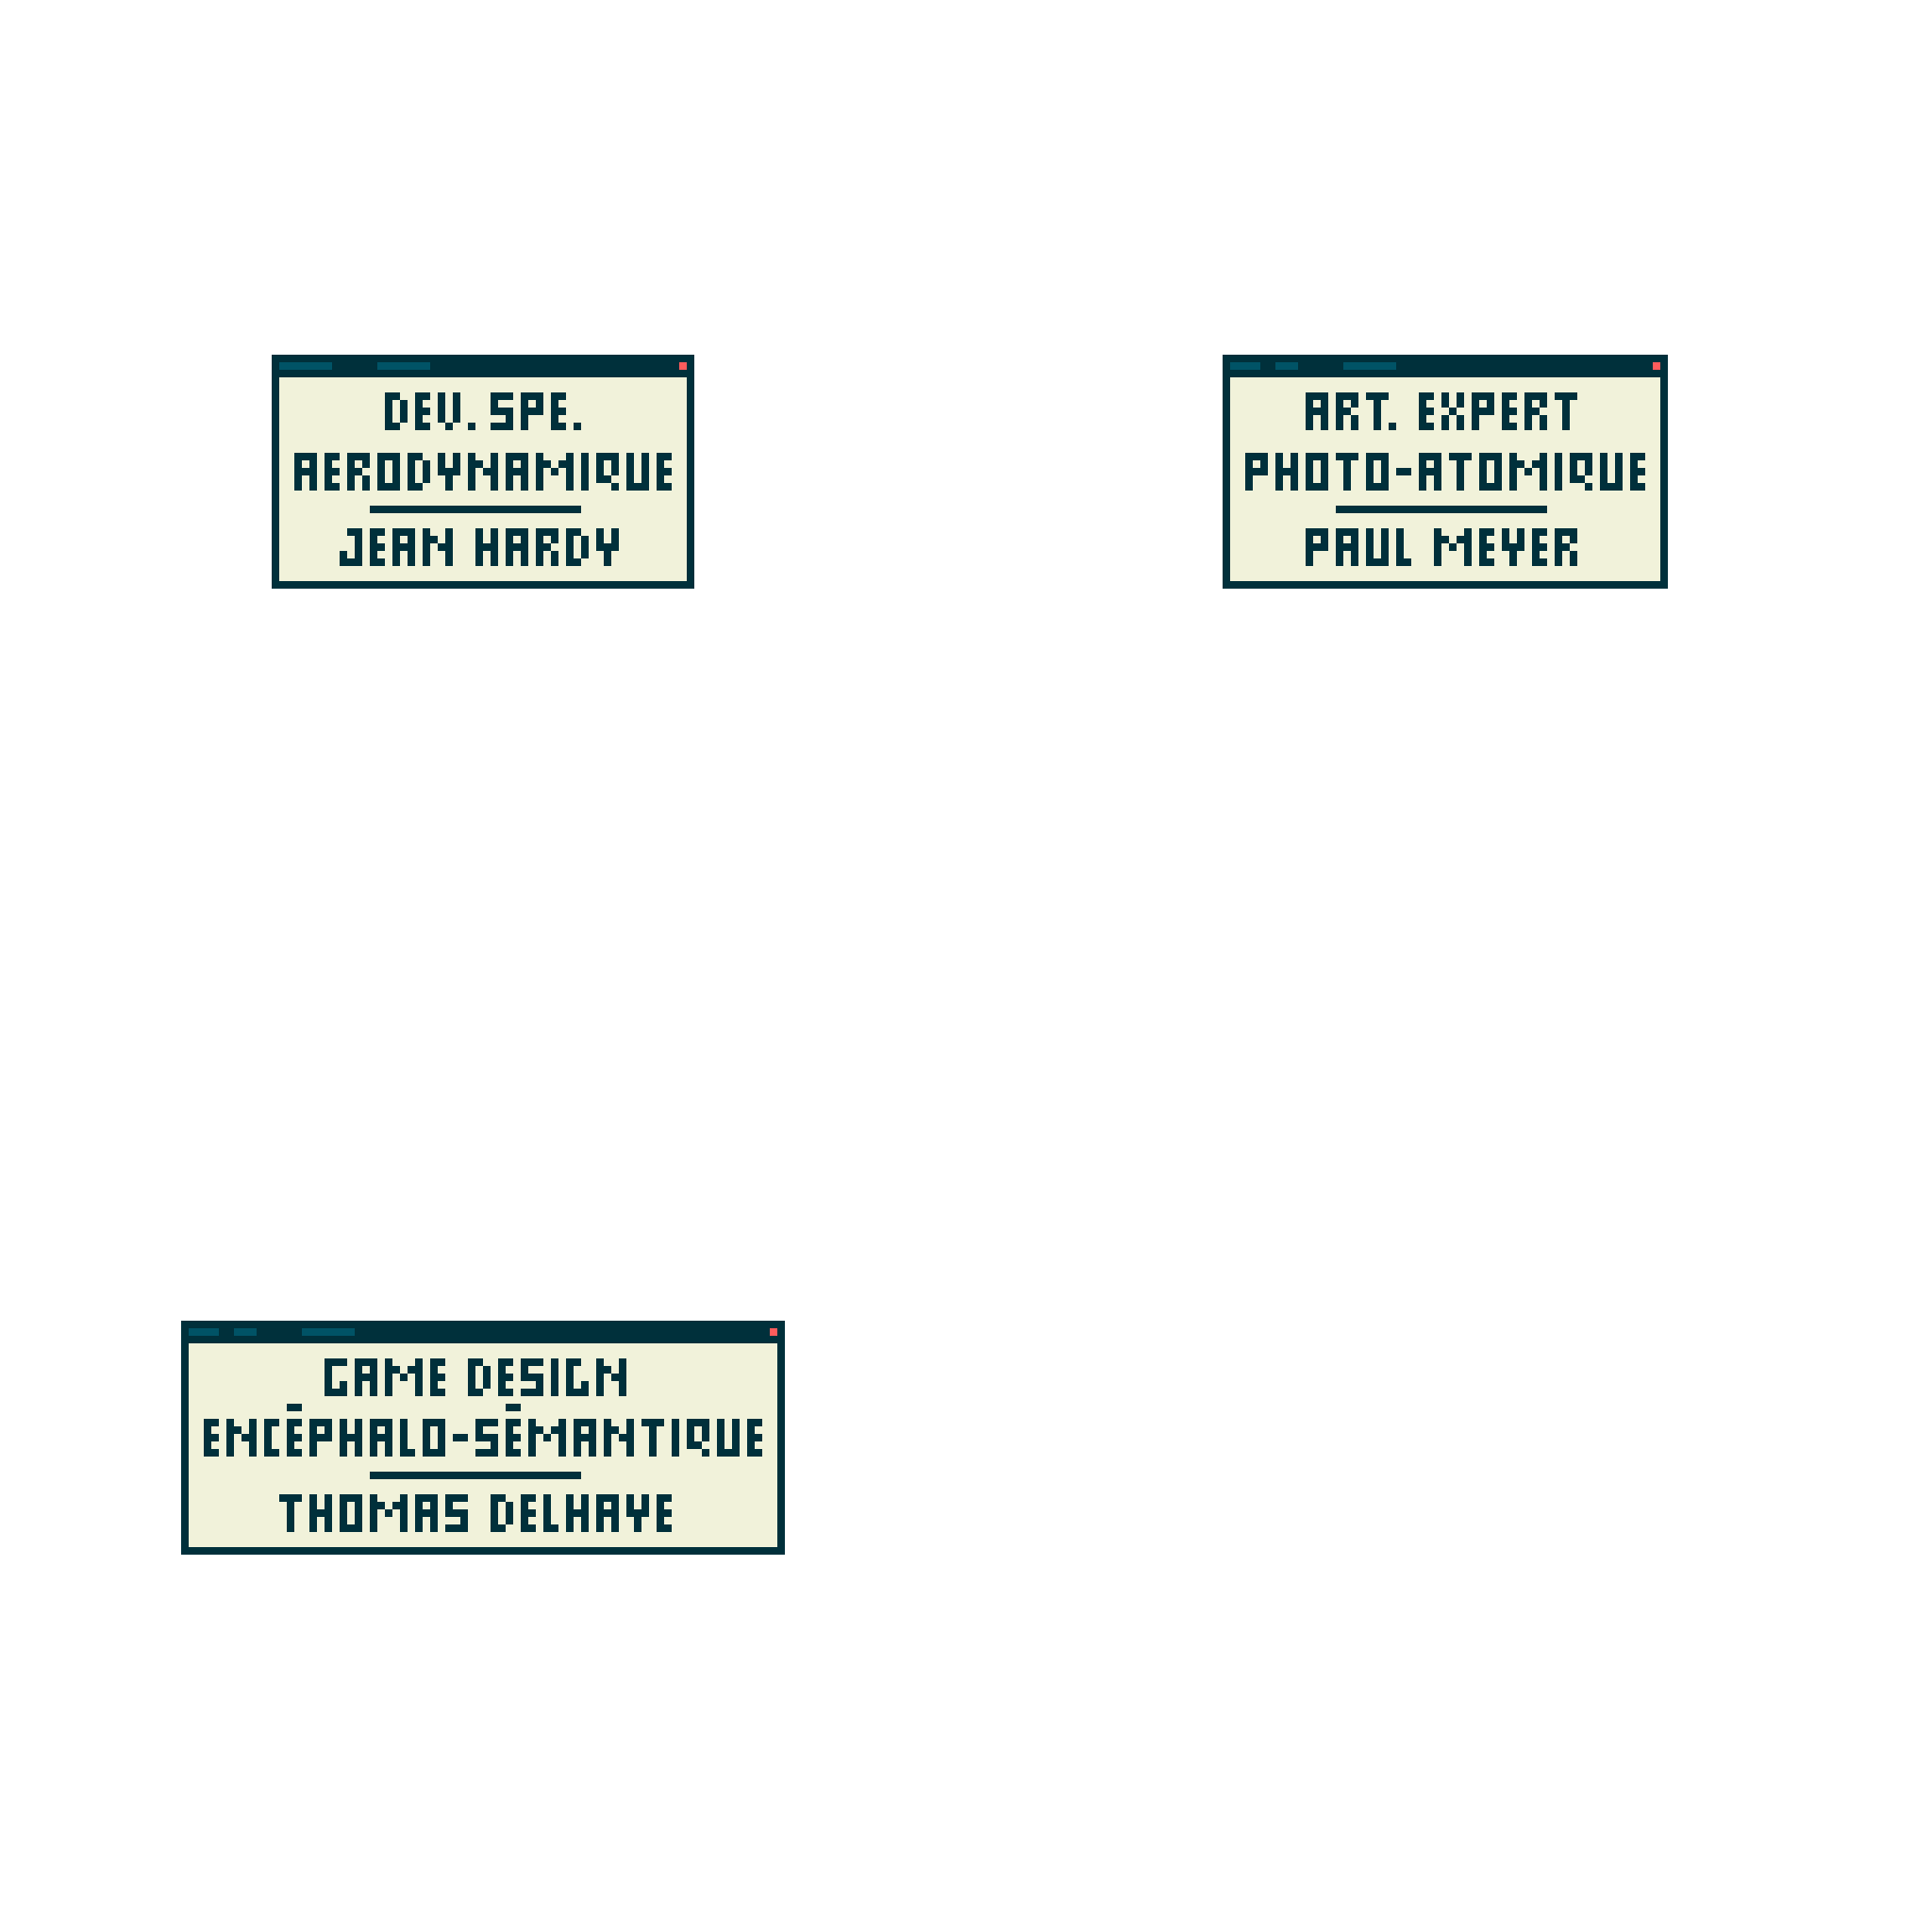 DEV. SPE.
AERODYNAMIQUE
JEAN HARDY
ART. EXPERT
PHOTO-ATOMIQUE
PAUL MEYER
GAME DESIGN
ENCÉPHALO-SÉMANTIQUE
THOMAS DELHAYE